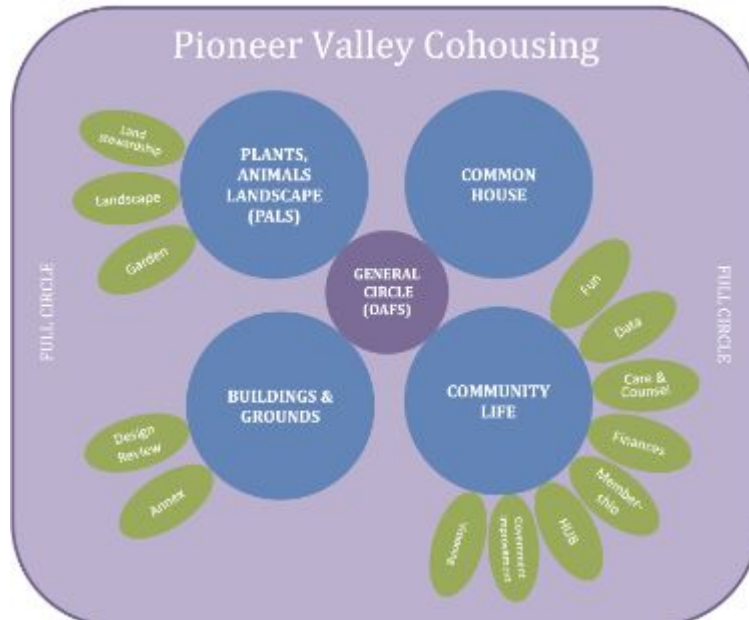 Pioneer Valley Cohousing
PLANTS,
ANIMALS
LANDSCAPE
(PALS)
Land
stewardship
Landscape
Garden
COMMON
HOUSE
GENERAL
CIRCLE
(OAFS)
FULL CIRCLE
FULL CIRCLE
BUILDINGS &
GROUNDS
Design
Review
Annex
COMMUNITY
LIFE
Fun
Data
Care &
Counsel
Finances
Member-
ship
HUB
Government
improvement
Visioning